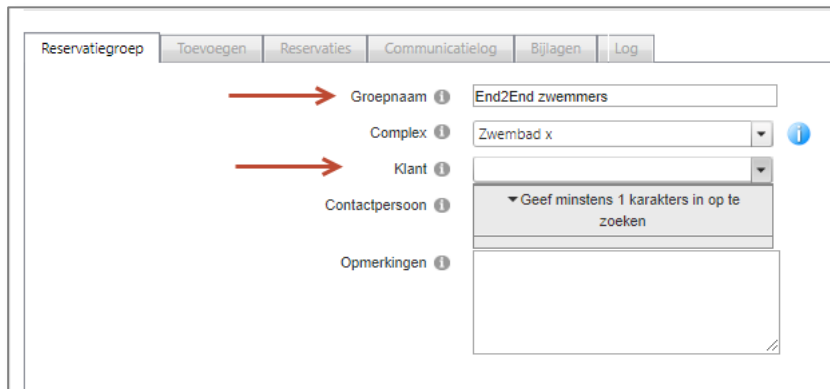 Reservatiegroep Toevoegen Reservaties Communicatielog Bijlagen Log
Groepnaam End2End zwemmers
Complex Zwembad x
Klant
Contactpersoon Geef minstens 1 karakters in op te
zoeken
Opmerkingen